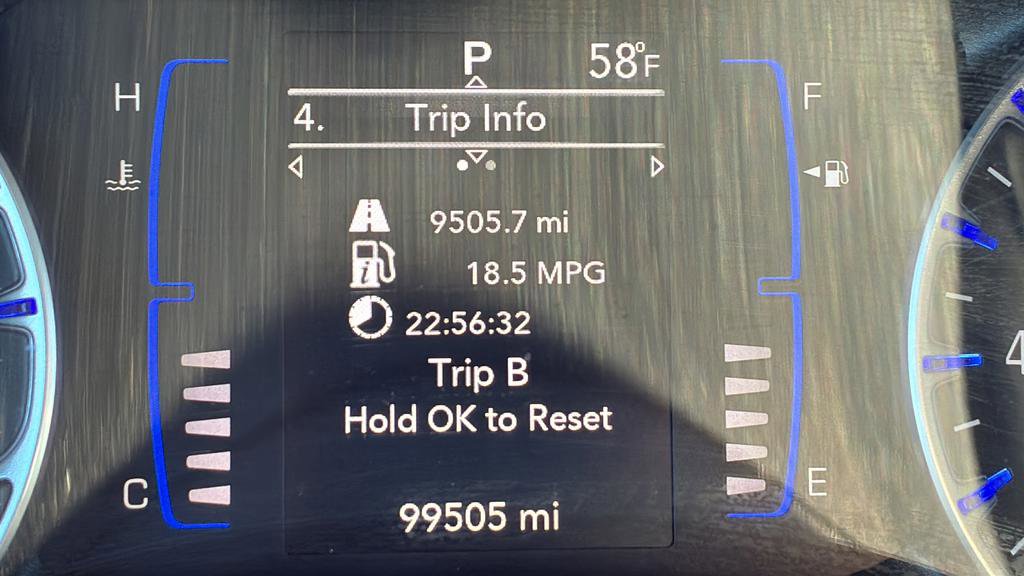 P
58°F
H
F
4. Trip Info
9505.7 mi
18.5 MPG
22:56:32
Trip B
Hold OK to Reset
C
E
99505 mi
4